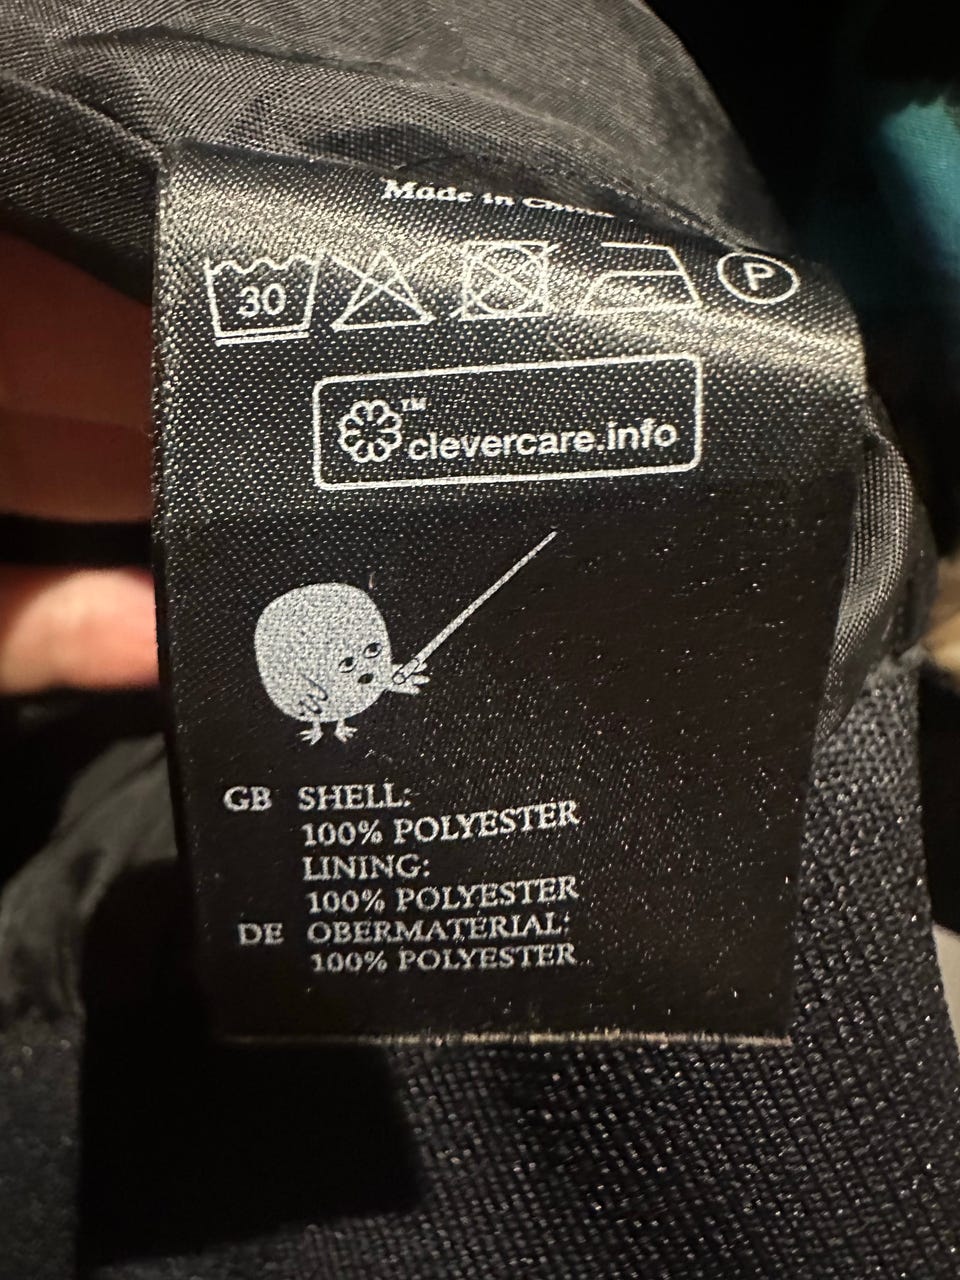 Made in China
30
P
™
clevercare.info
GB SHELL:
100% POLYESTER
LINING:
100% POLYESTER
DE OBERMATERIAL:
100% POLYESTER